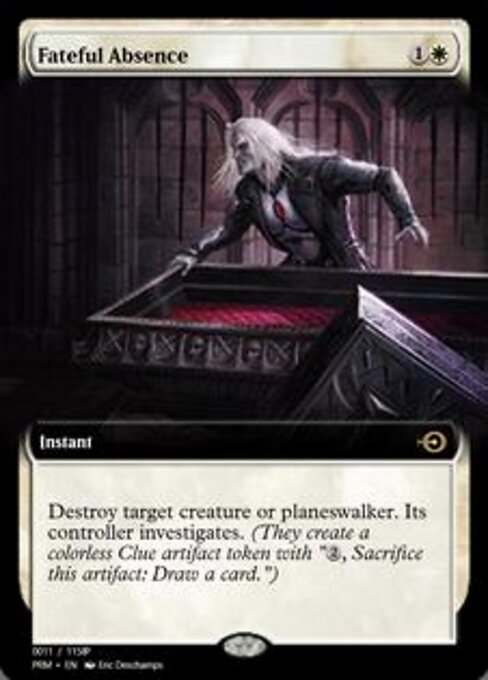 Fateful Absence 1
Instant
Destroy target creature or planeswalker. Its
controller investigates. (They create a
colorless Clue artifact token with "2, Sacrifice
this artifact: Draw a card.")
0011 / 1158P
PRM • EN Eric Deschamps